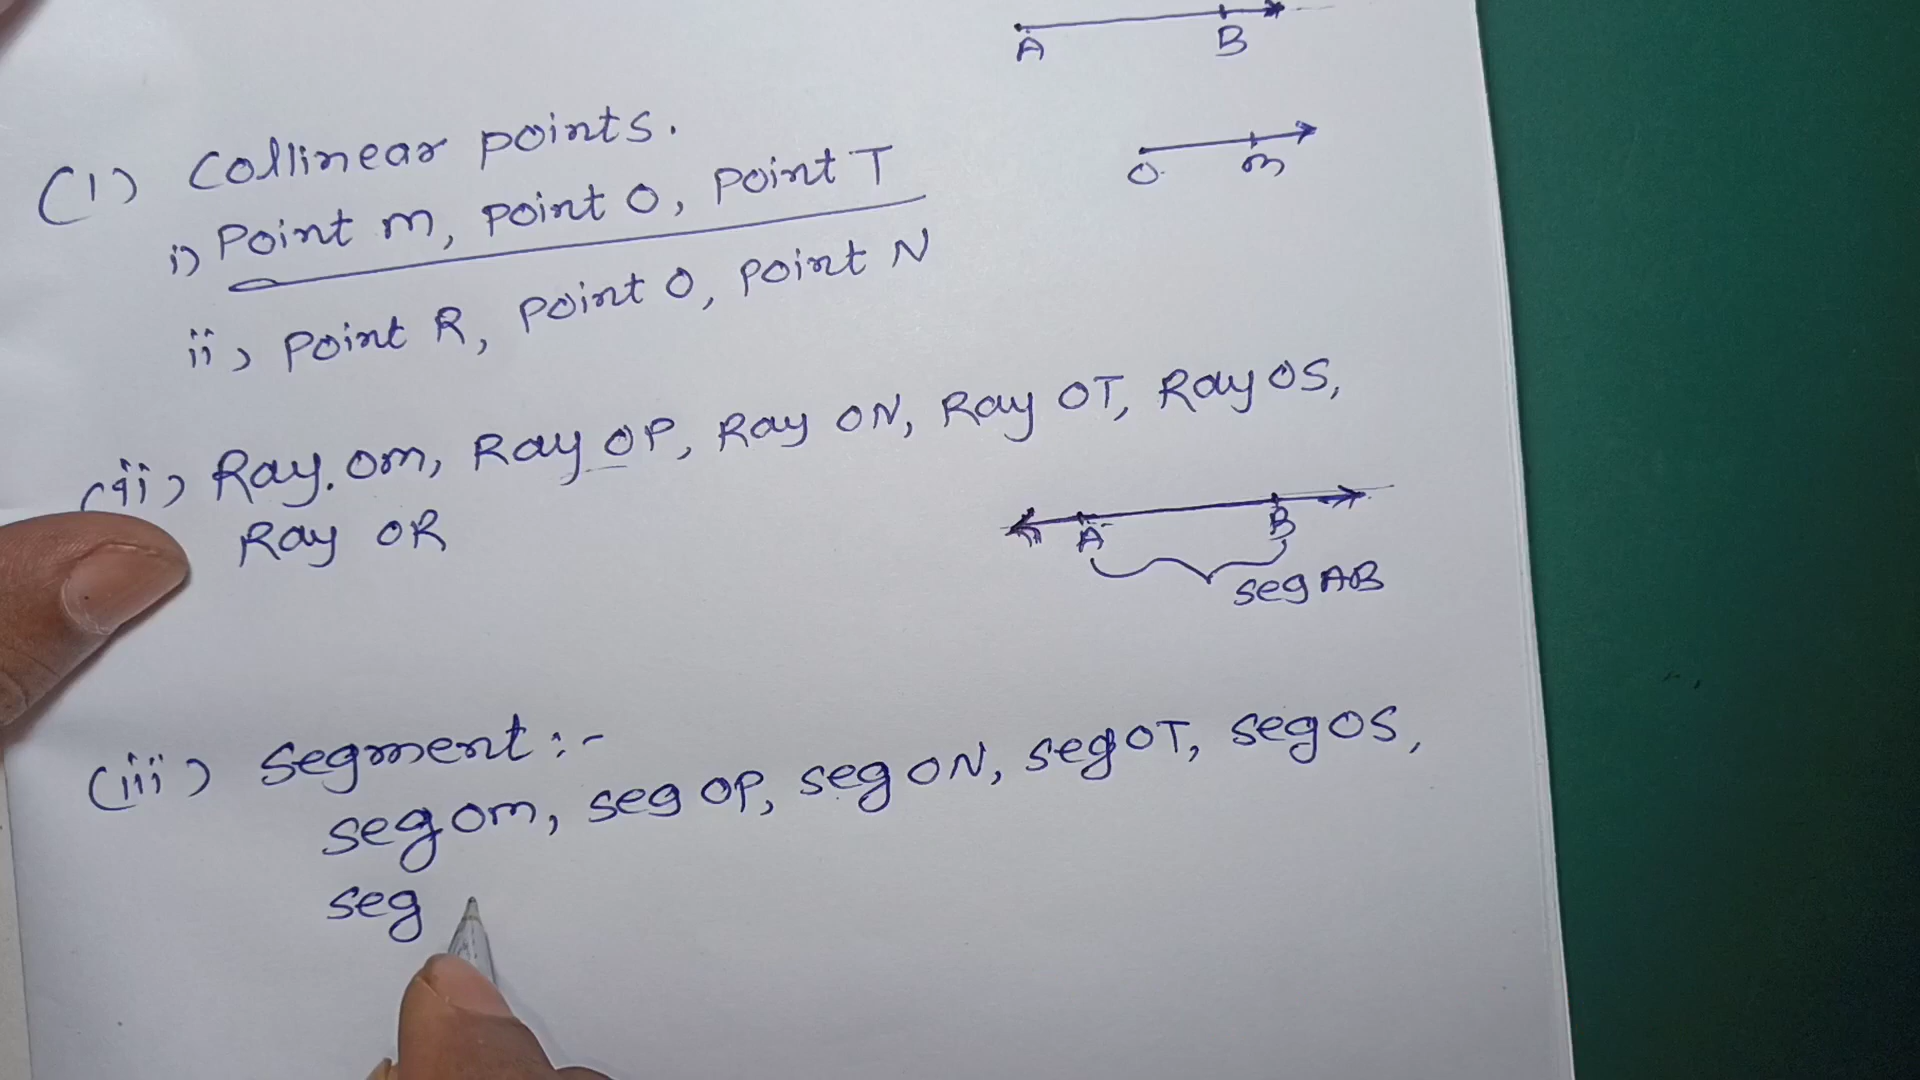 A B
(1) Collinear points.
O m
i) Point m, point O, point T
ii) Point R, point O, point N
(ii) Ray. Om, Ray OP, Ray ON, Ray OT, Ray OS,
Ray OR
A B
seg AB
(iii) Segment :-
seg om, seg OP, seg ON, seg OT, seg OS,
seg